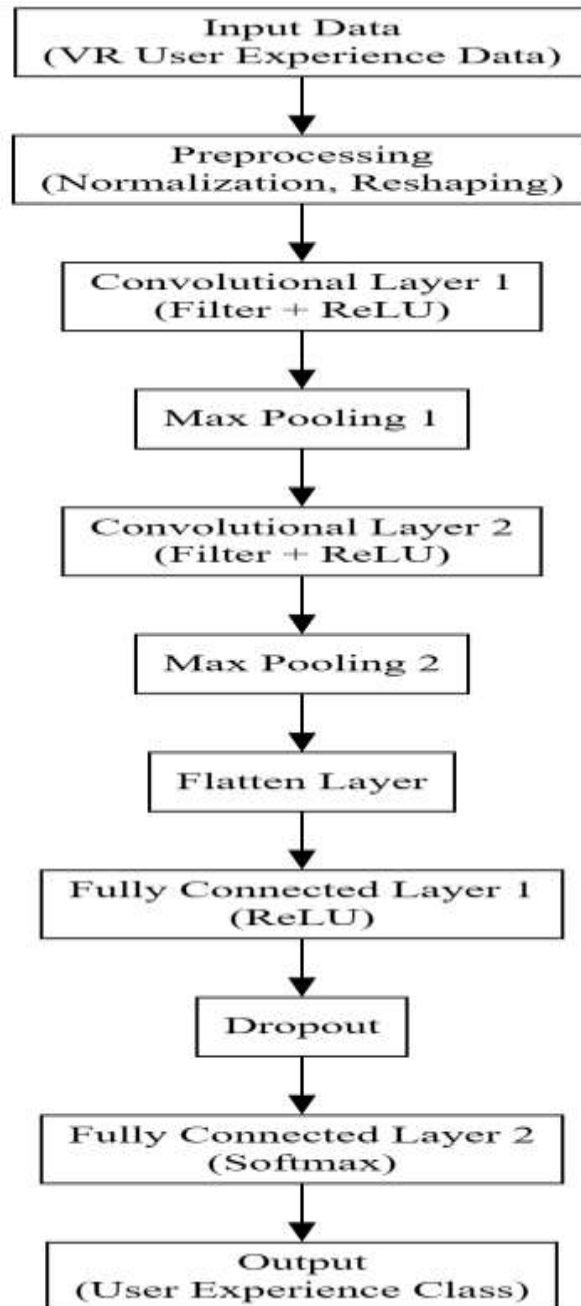 Input Data
(VR User Experience Data)
Preprocessing
(Normalization, Reshaping)
Convolutional Layer 1
(Filter + ReLU)
Max Pooling 1
Convolutional Layer 2
(Filter + ReLU)
Max Pooling 2
Flatten Layer
Fully Connected Layer 1
(ReLU)
Dropout
Fully Connected Layer 2
(Softmax)
Output
(User Experience Class)